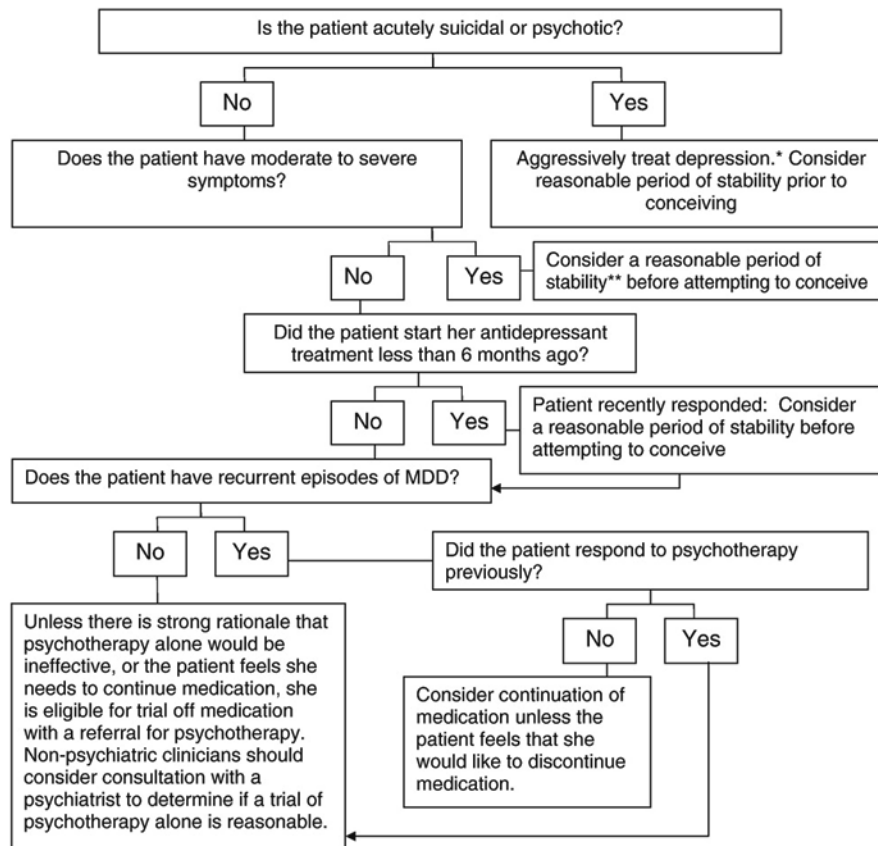 Is the patient acutely suicidal or psychotic?
No
Yes
Does the patient have moderate to severe
symptoms?
Aggressively treat depression.* Consider
reasonable period of stability prior to
conceiving
No
Yes
Consider a reasonable period of
stability** before attempting to conceive
Did the patient start her antidepressant
treatment less than 6 months ago?
No
Yes
Patient recently responded: Consider
a reasonable period of stability before
attempting to conceive
Does the patient have recurrent episodes of MDD?
No
Yes
Did the patient respond to psychotherapy
previously?
No
Yes
Unless there is strong rationale that
psychotherapy alone would be
ineffective, or the patient feels she
needs to continue medication, she
is eligible for trial off medication
with a referral for psychotherapy.
Non-psychiatric clinicians should
consider consultation with a
psychiatrist to determine if a trial of
psychotherapy alone is reasonable.
Consider continuation of
medication unless the
patient feels that she
would like to discontinue
medication.